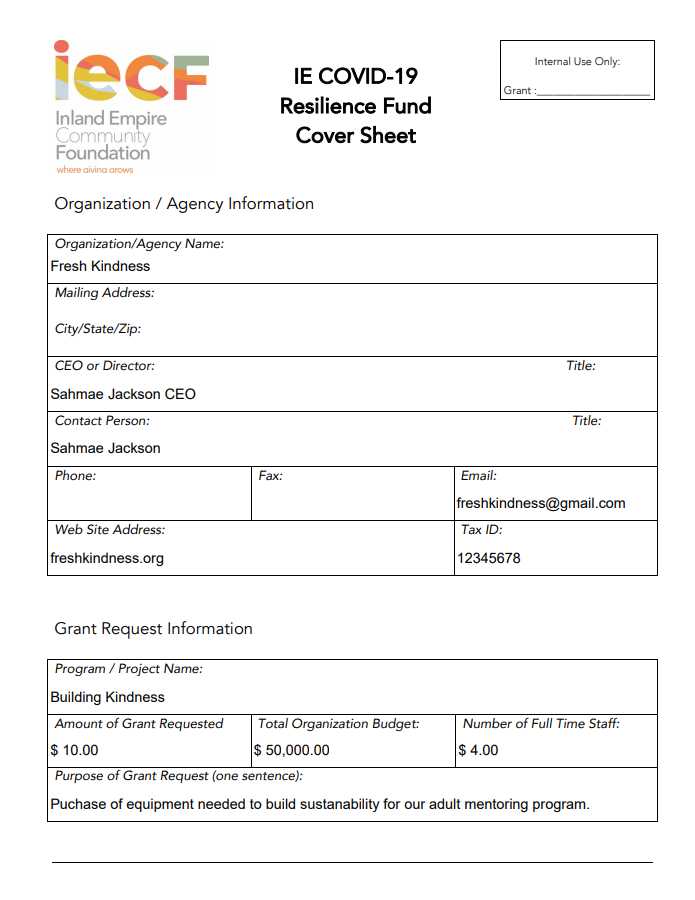 iecf
Inland Empire
Community
Foundation
where giving grows
IE COVID-19
Resilience Fund
Cover Sheet
Internal Use Only:
Grant :____________________
Organization / Agency Information
Organization/Agency Name:
Fresh Kindness
Mailing Address:
City/State/Zip:
CEO or Director: Title:
Sahmae Jackson CEO
Contact Person: Title:
Sahmae Jackson
Phone: Fax: Email:
freshkindness@gmail.com
Web Site Address: Tax ID:
freshkindness.org 12345678
Grant Request Information
Program / Project Name:
Building Kindness
Amount of Grant Requested Total Organization Budget: Number of Full Time Staff:
$ 10.00 $ 50,000.00 $ 4.00
Purpose of Grant Request (one sentence):
Puchase of equipment needed to build sustanability for our adult mentoring program.